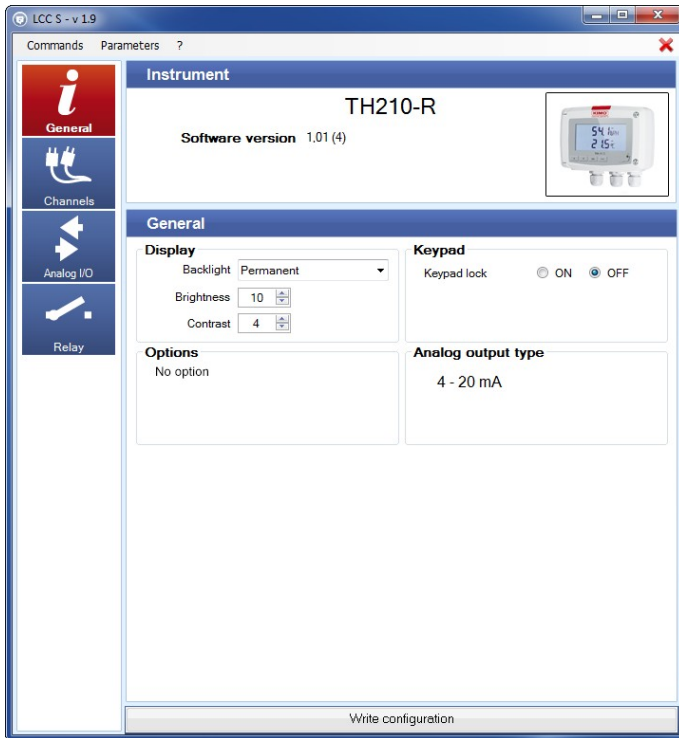 LCC S - v 1.9
Commands Parameters ?
General
Channels
Analog I/O
Relay
Instrument
TH210-R
Software version 1,01 (4)
General
Display
Backlight Permanent
Brightness 10
Contrast 4
Keypad
Keypad lock ON OFF
Options
No option
Analog output type
4 - 20 mA
Write configuration